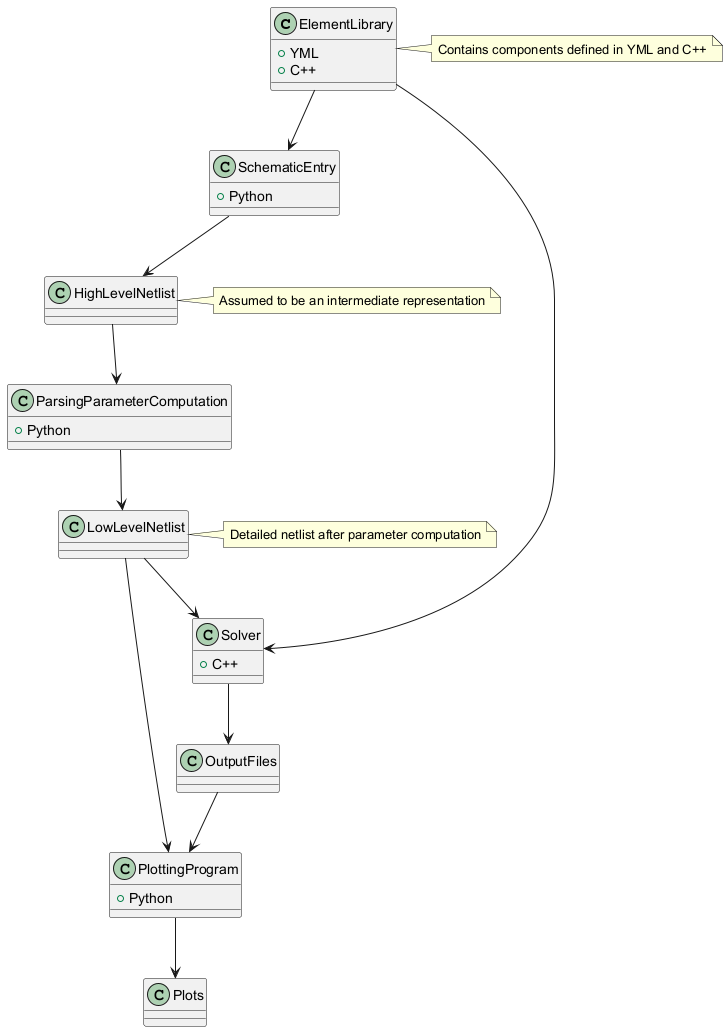 C ElementLibrary
YML
C++
Contains components defined in YML and C++
C SchematicEntry
Python
C HighLevelNetlist
Assumed to be an intermediate representation
C ParsingParameterComputation
Python
C LowLevelNetlist
Detailed netlist after parameter computation
C Solver
C++
C OutputFiles
C PlottingProgram
Python
C Plots